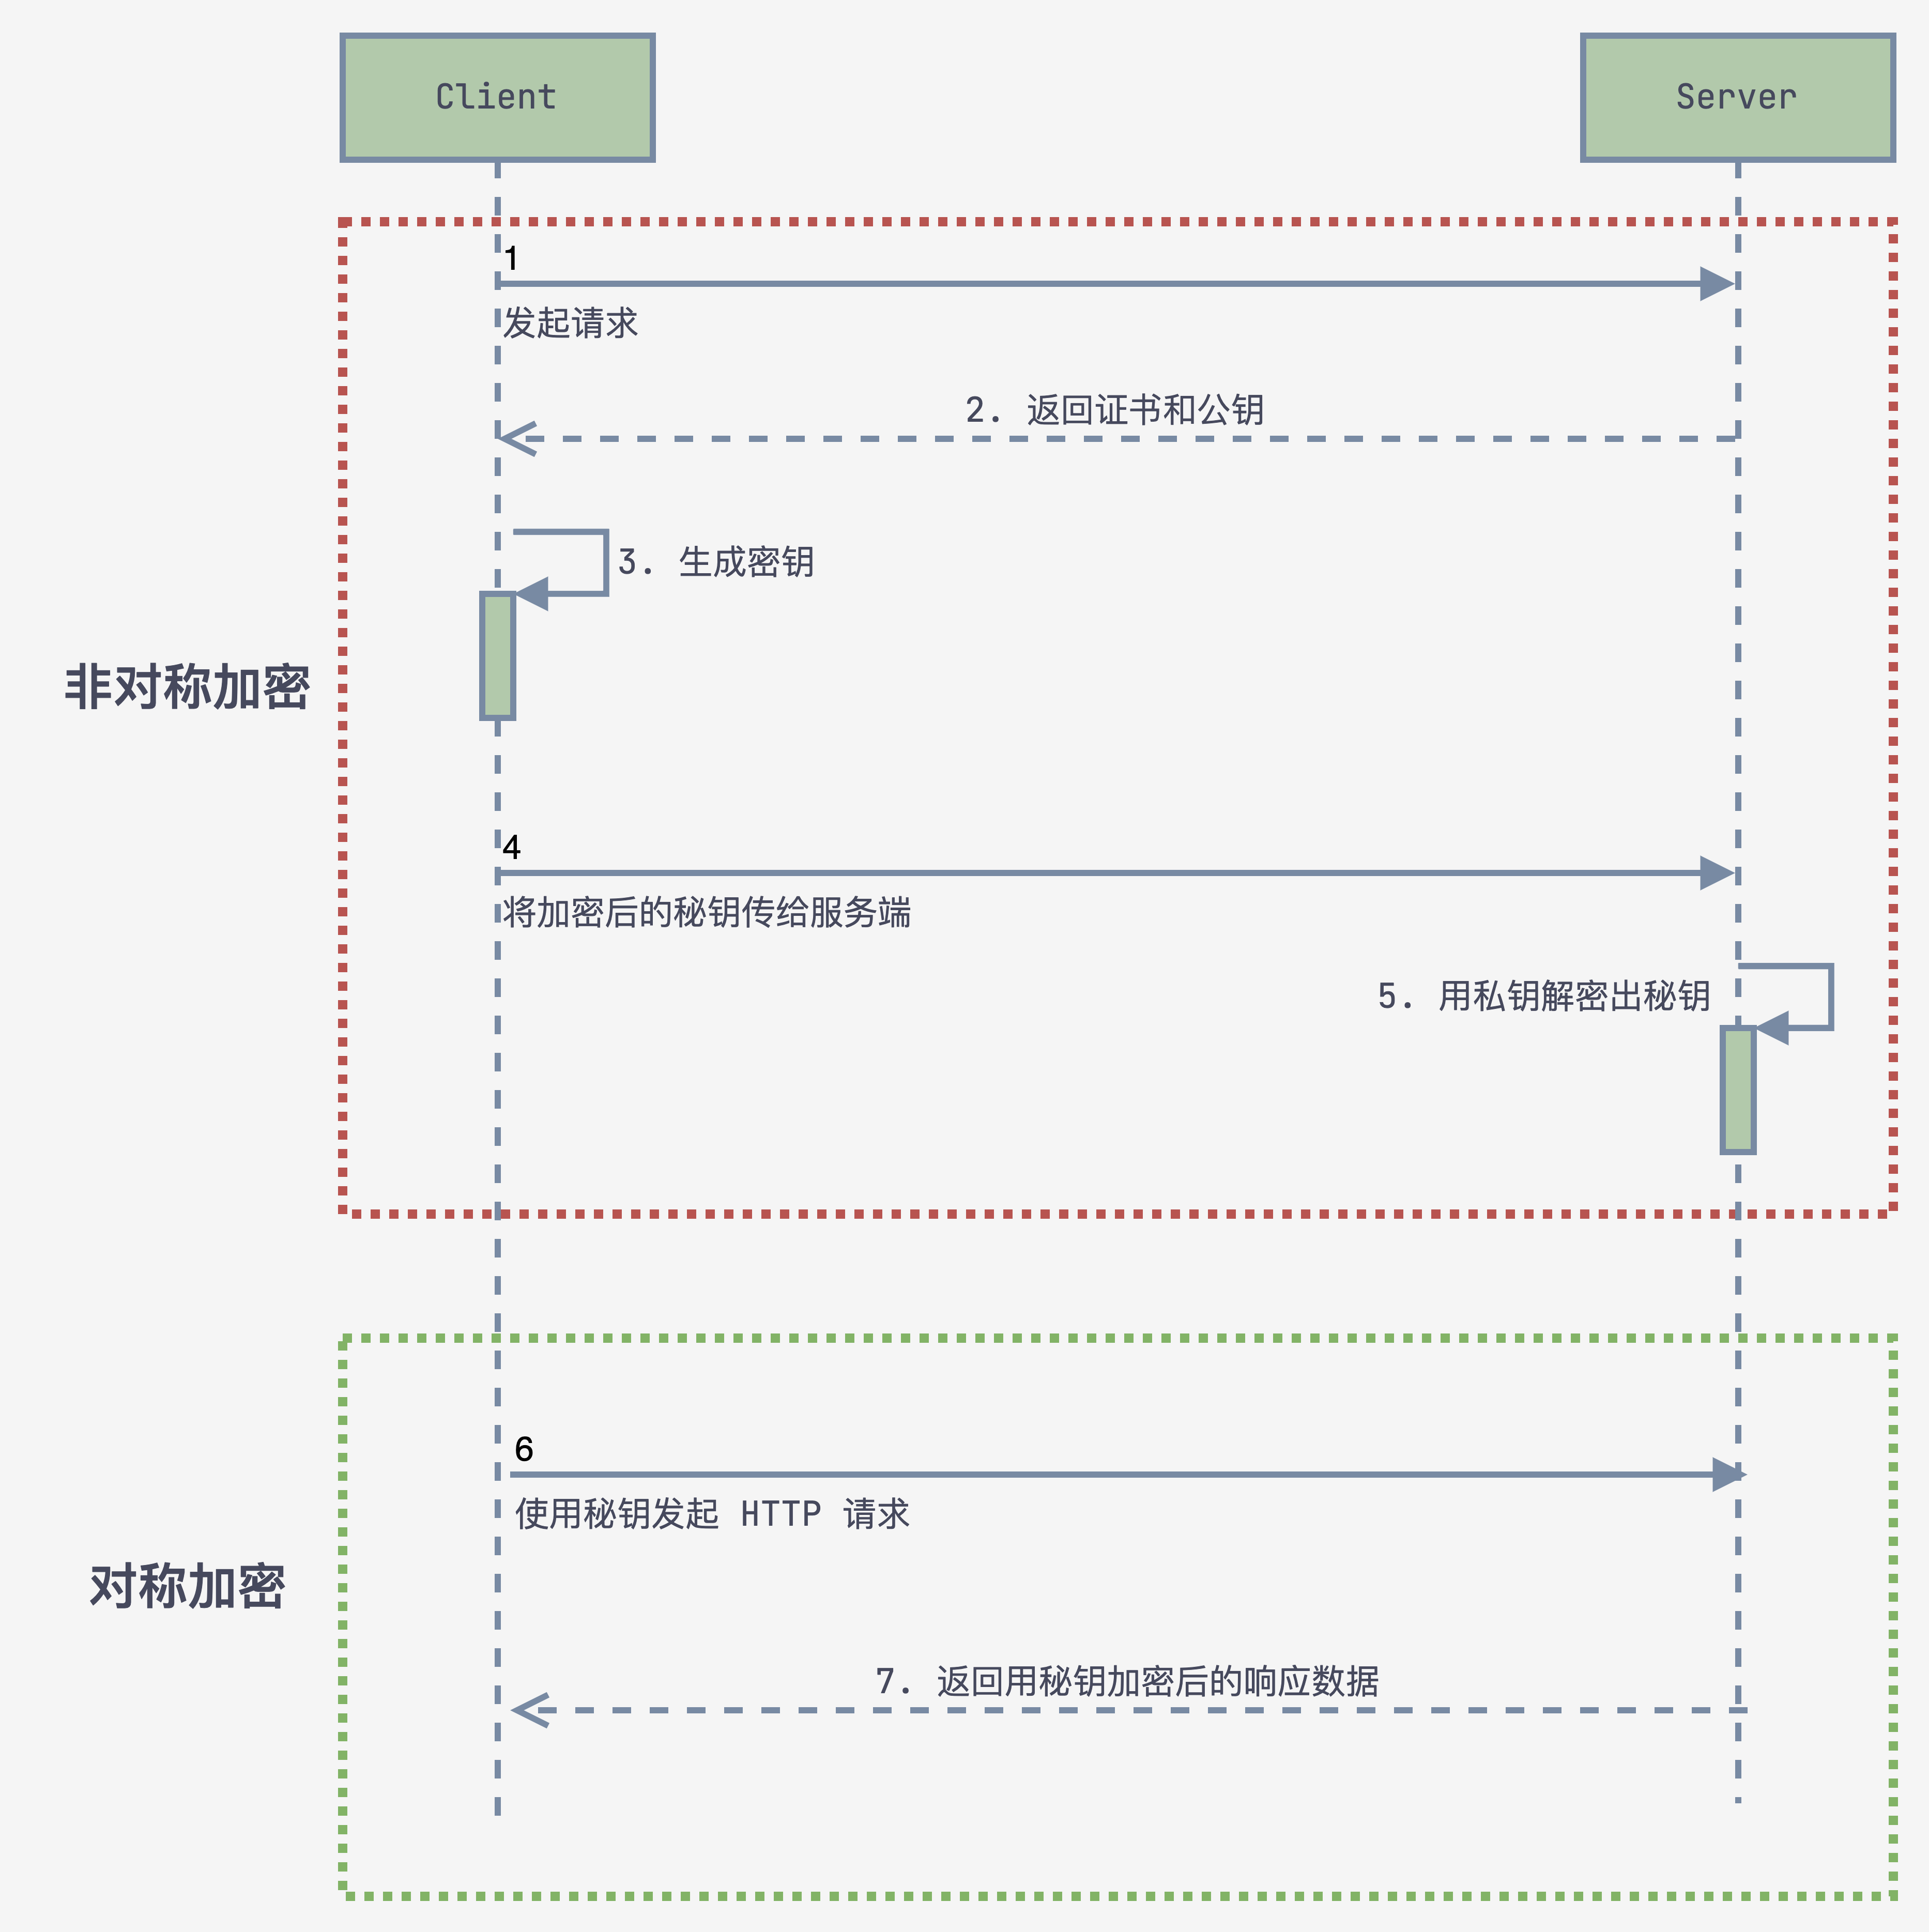 Client
Server
1
发起请求
2. 返回证书和公钥
3. 生成密钥
非对称加密
4
将加密后的秘钥传给服务端
5. 用私钥解密出秘钥
6
使用秘钥发起 HTTP 请求
对称加密
7. 返回用秘钥加密后的响应数据